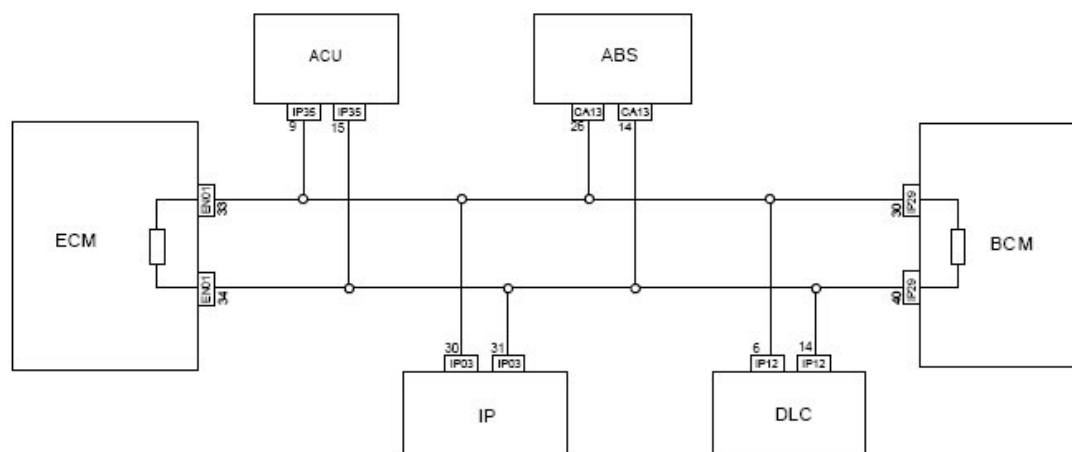 ACU
ABS
IP35 IP35
CA13 CA13
9 15
26 14
EN01 33
30 IP29
ECM
BCM
EN01 34
40 IP29
30 31
6 14
IP03 IP03
IP12 IP12
IP
DLC